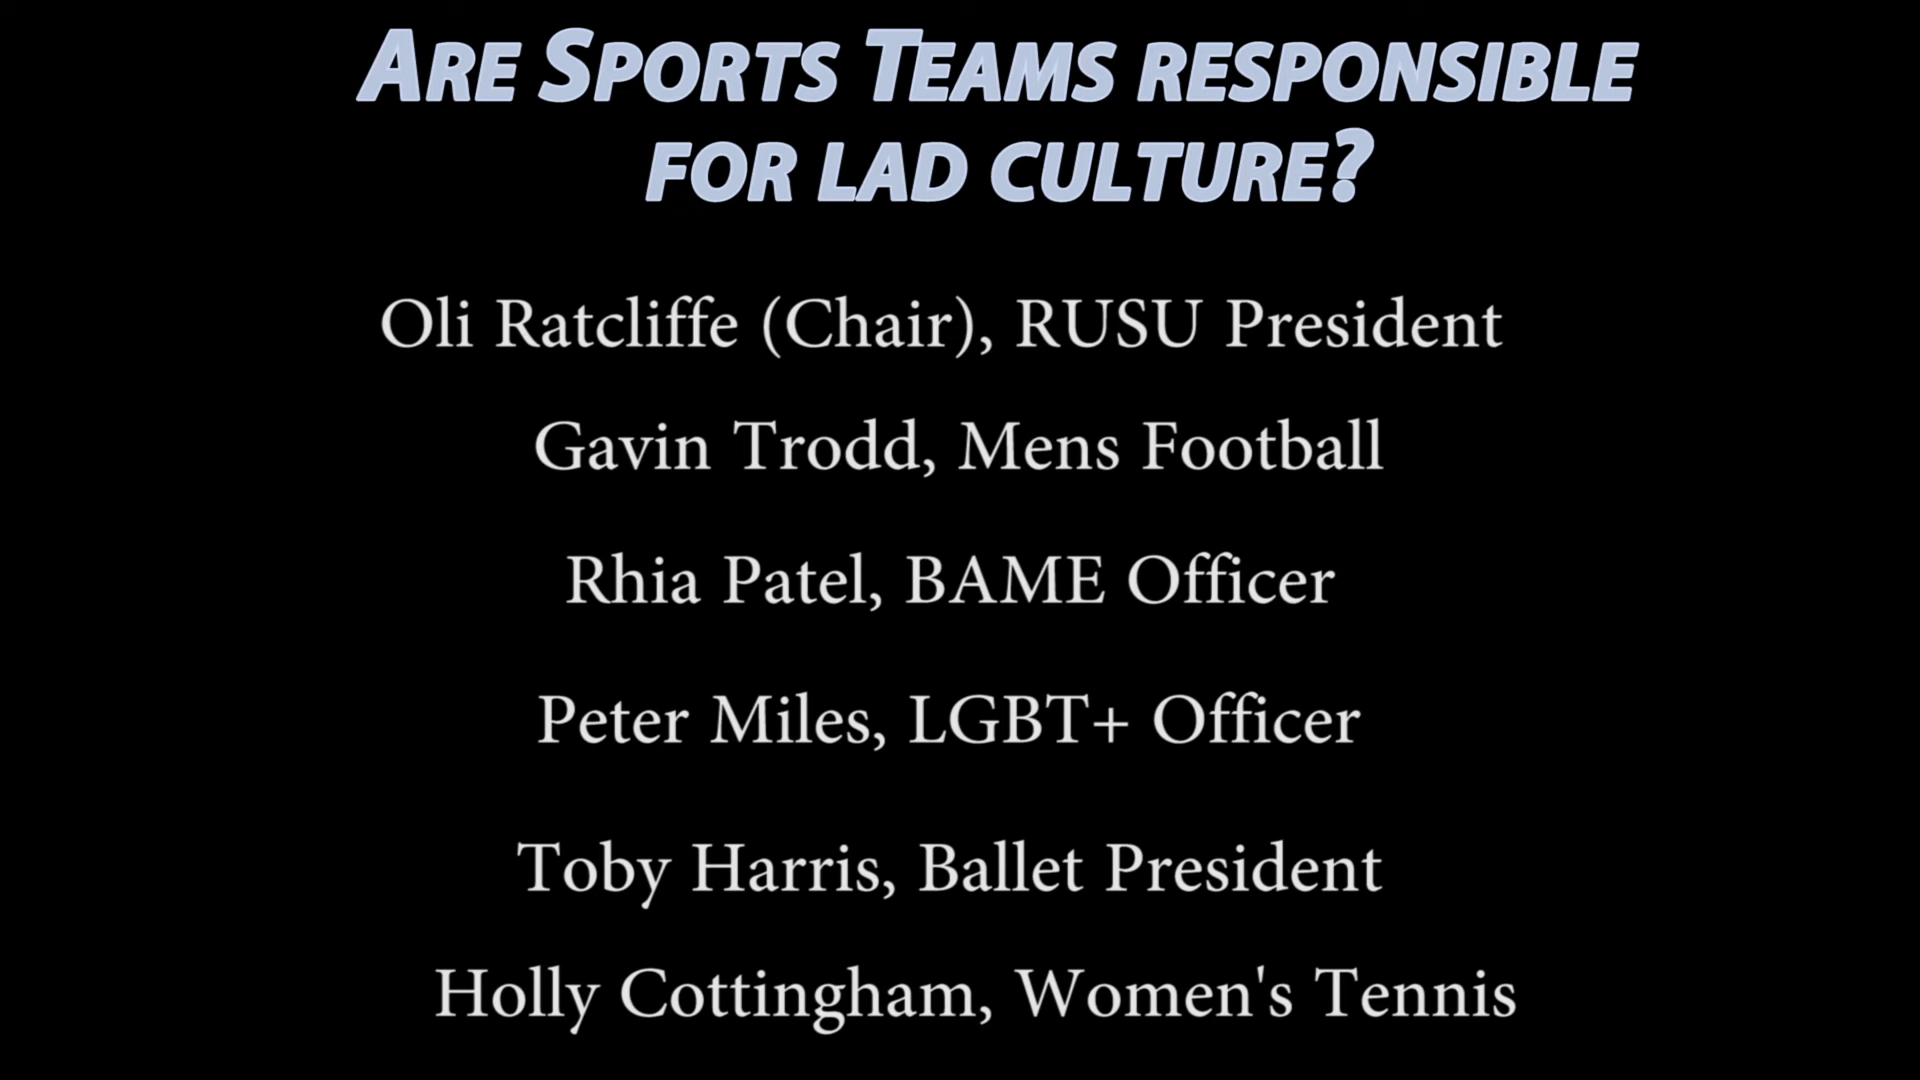 Are Sports Teams responsible
for lad culture?
Oli Ratcliffe (Chair), RUSU President
Gavin Trodd, Mens Football
Rhia Patel, BAME Officer
Peter Miles, LGBT+ Officer
Toby Harris, Ballet President
Holly Cottingham, Women's Tennis